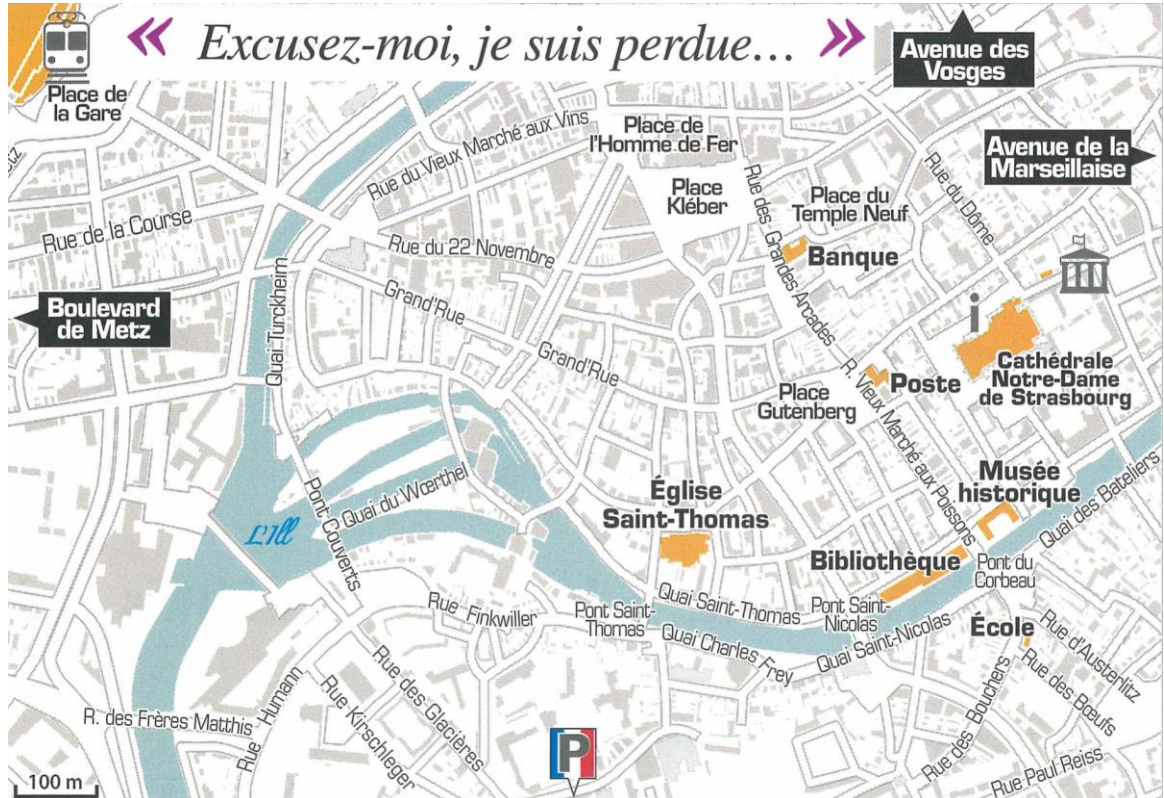 « Excusez-moi, je suis perdue... »
Avenue des
Vosges
Place de
la Gare
Place de
l'Homme de Fer
Avenue de la
Marseillaise
Rue du Vieux Marché aux Vins
Rue du Dôme
Place
Kléber
Rue des Grandes Arcades
Place du
Temple Neuf
Rue de la Course
Rue du 22 Novembre
Banque
Boulevard
de Metz
Quai Turckheim
Grand'Rue
Grand'Rue
i
Cathédrale
Notre-Dame
de Strasbourg
Poste
Place
Gutenberg
R. Vieux Marché aux Poissons
Musée
historique
Quai des Bateliers
Église
Saint-Thomas
Pont Couverts
Quai du Wœrthel
L'Ill
Bibliothèque
Pont du
Corbeau
Quai Saint-Thomas
Pont Saint-
Nicolas
Rue Finkwiller
Pont Saint-
Thomas
Quai Charles Frey
Quai Saint-Nicolas
École
Rue d'Austerlitz
Rue des Bœufs
Rue des Bouchers
Rue Paul Reiss
R. des Frères Matthis
Rue Humann
Rue Kirschleger
Rue des Glacières
P
100 m